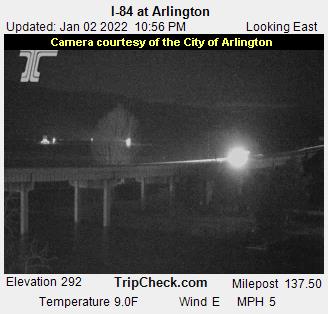 I-84 at Arlington
Updated: Jan 02 2022 10:56 PM Looking East
Camera courtesy of the City of Arlington
Elevation 292 TripCheck.com Milepost 137.50
Temperature 9.0F Wind E MPH 5